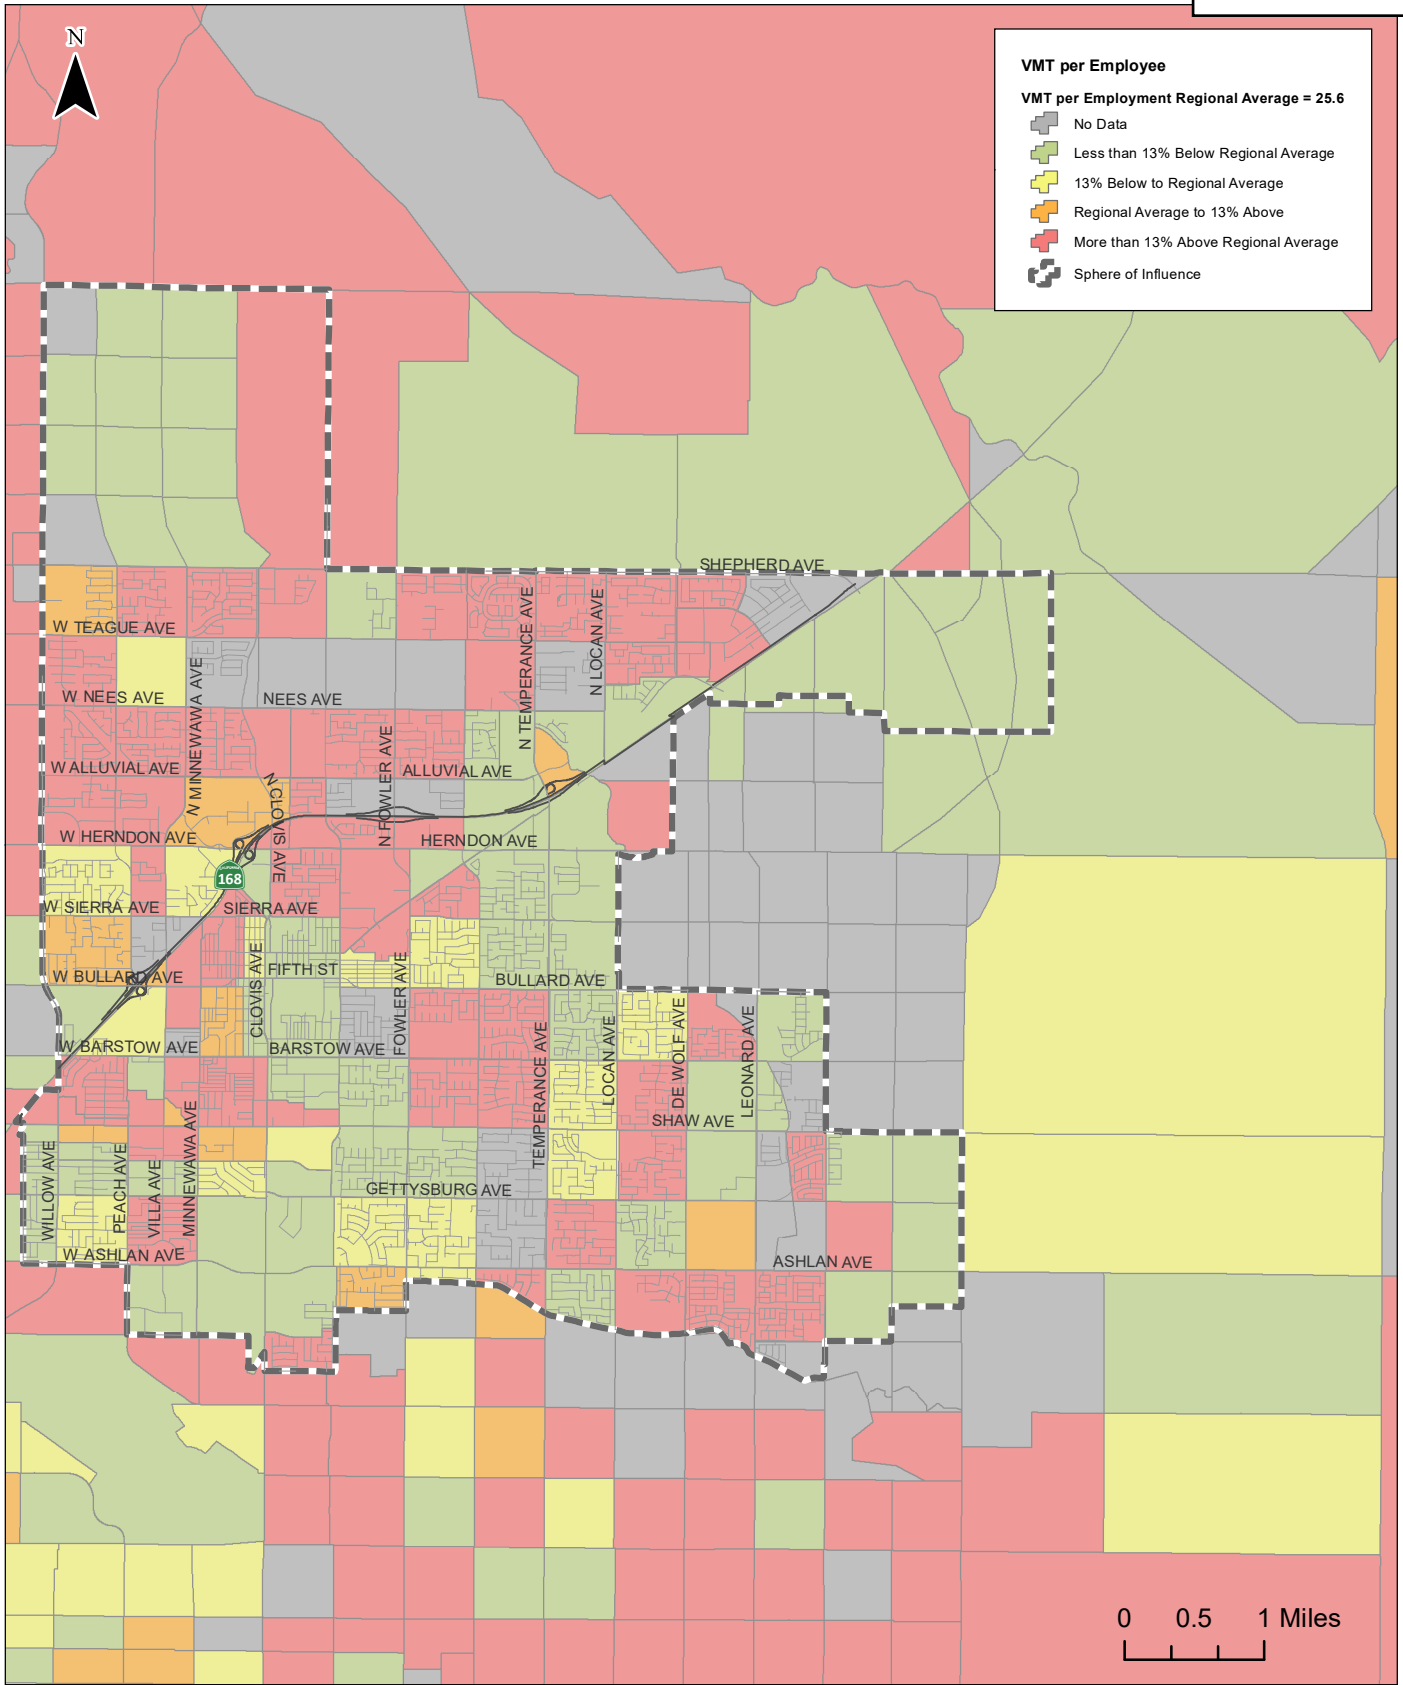 N
VMT per Employee
VMT per Employment Regional Average = 25.6
No Data
Less than 13% Below Regional Average
13% Below to Regional Average
Regional Average to 13% Above
More than 13% Above Regional Average
Sphere of Influence
SHEPHERD AVE
W TEAGUE AVE
N TEMPERANCE AVE
N LOCAN AVE
N MINNEWAWA AVE
W NEES AVE
NEES AVE
N FOWLER AVE
W ALLUVIAL AVE
ALLUVIAL AVE
N CLOVIS AVE
W HERNDON AVE
HERNDON AVE
168
W SIERRA AVE
SIERRA AVE
CLOVIS AVE
FIFTH ST
FOWLER AVE
W BULLARD AVE
BULLARD AVE
W BARSTOW AVE
BARSTOW AVE
TEMPERANCE AVE
LOCAN AVE
DE WOLF AVE
LEONARD AVE
SHAW AVE
WILLOW AVE
PEACH AVE
VILLA AVE
MINNEWAWA AVE
GETTYSBURG AVE
W ASHLAN AVE
ASHLAN AVE
0 0.5 1 Miles